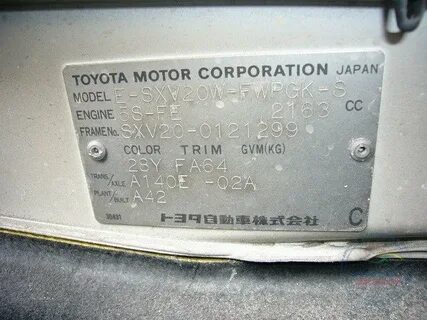 TOYOTA MOTOR CORPORATION JAPAN
MODEL E-SXV20W-FWPGK-S
ENGINE 5S-FE 2163 CC
FRAME No. SXV20-0121299
COLOR TRIM GVM(KG)
28Y FA64
TRANS/AXLE A140E -02A
PLANT/BUILT A42
トヨタ自動車株式会社 C